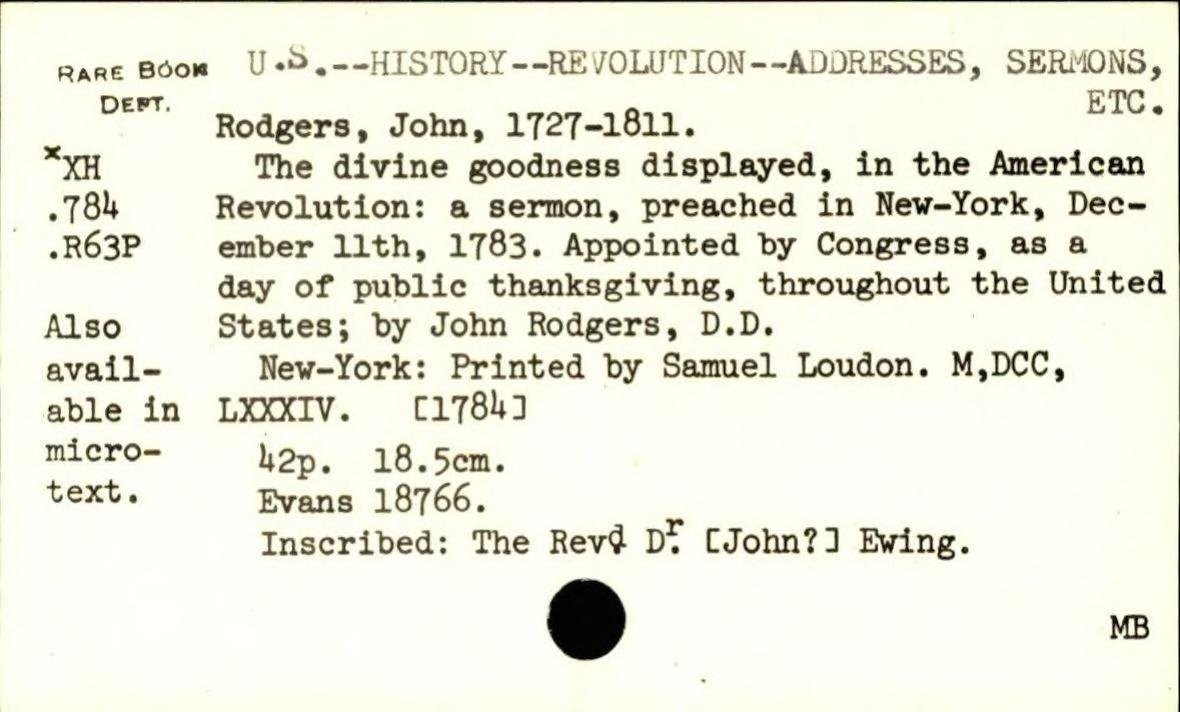 RARE BOOK U.S.--HISTORY--REVOLUTION--ADDRESSES, SERMONS,
DEPT. ETC.
Rodgers, John, 1727-1811.
*XH The divine goodness displayed, in the American
.784 Revolution: a sermon, preached in New-York, Dec-
.R63P ember 11th, 1783. Appointed by Congress, as a
day of public thanksgiving, throughout the United
Also States; by John Rodgers, D.D.
avail- New-York: Printed by Samuel Loudon. M,DCC,
able in LXXXIV. [1784]
micro- 42p. 18.5cm.
text. Evans 18766.
Inscribed: The Revd. Dr. [John?] Ewing.
MB